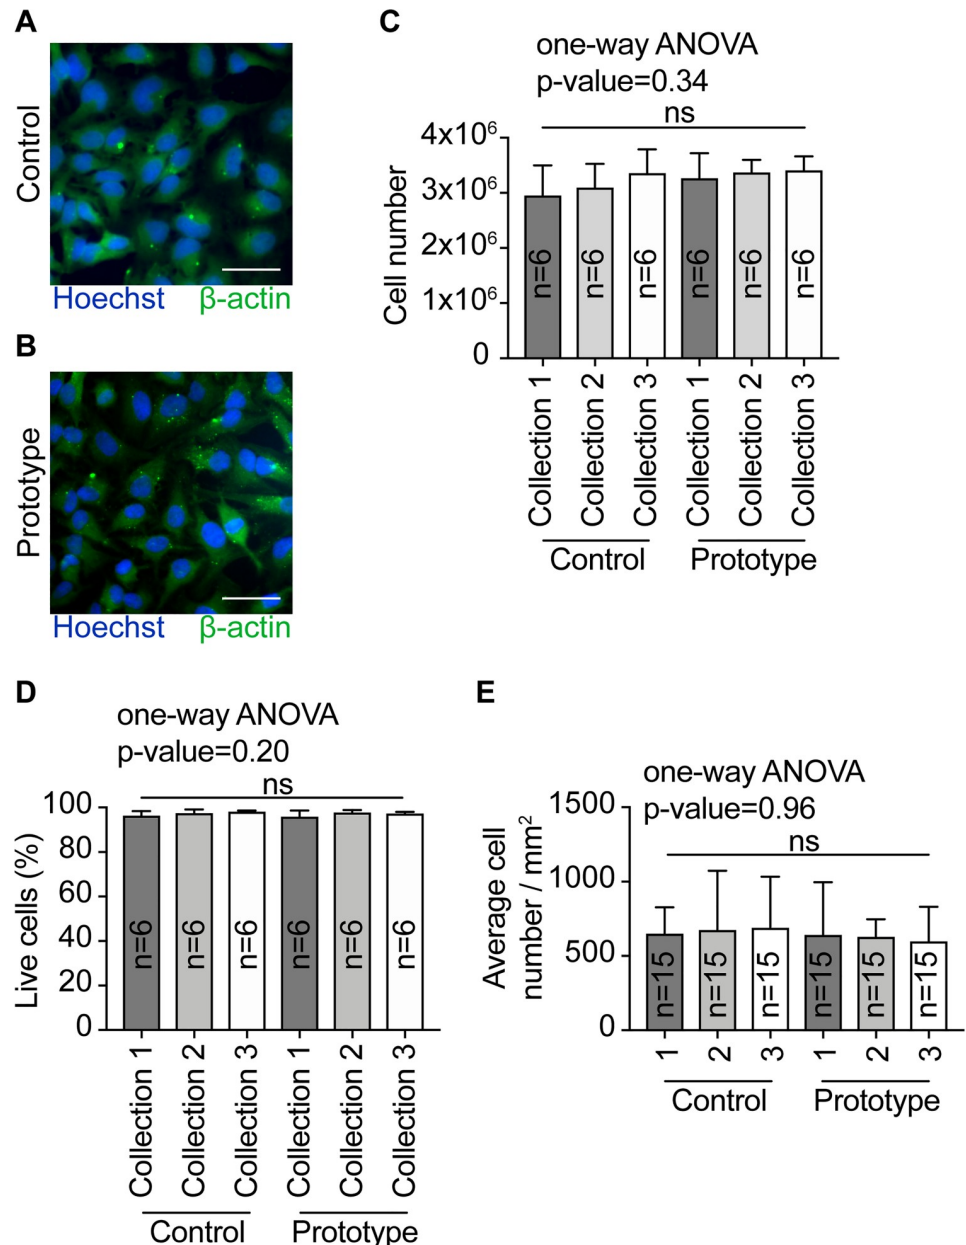 A
Control
Hoechst β-actin
B
Prototype
Hoechst β-actin
C
one-way ANOVA
p-value=0.34
ns
4x10⁶
3x10⁶
2x10⁶
1x10⁶
0
Cell number
n=6
n=6
n=6
n=6
n=6
n=6
Collection 1
Collection 2
Collection 3
Collection 1
Collection 2
Collection 3
Control
Prototype
D
one-way ANOVA
p-value=0.20
ns
100
80
60
40
20
0
Live cells (%)
n=6
n=6
n=6
n=6
n=6
n=6
Collection 1
Collection 2
Collection 3
Collection 1
Collection 2
Collection 3
Control
Prototype
E
one-way ANOVA
p-value=0.96
ns
1500
1000
500
0
Average cell
number / mm²
n=15
n=15
n=15
n=15
n=15
n=15
1
2
3
1
2
3
Control
Prototype